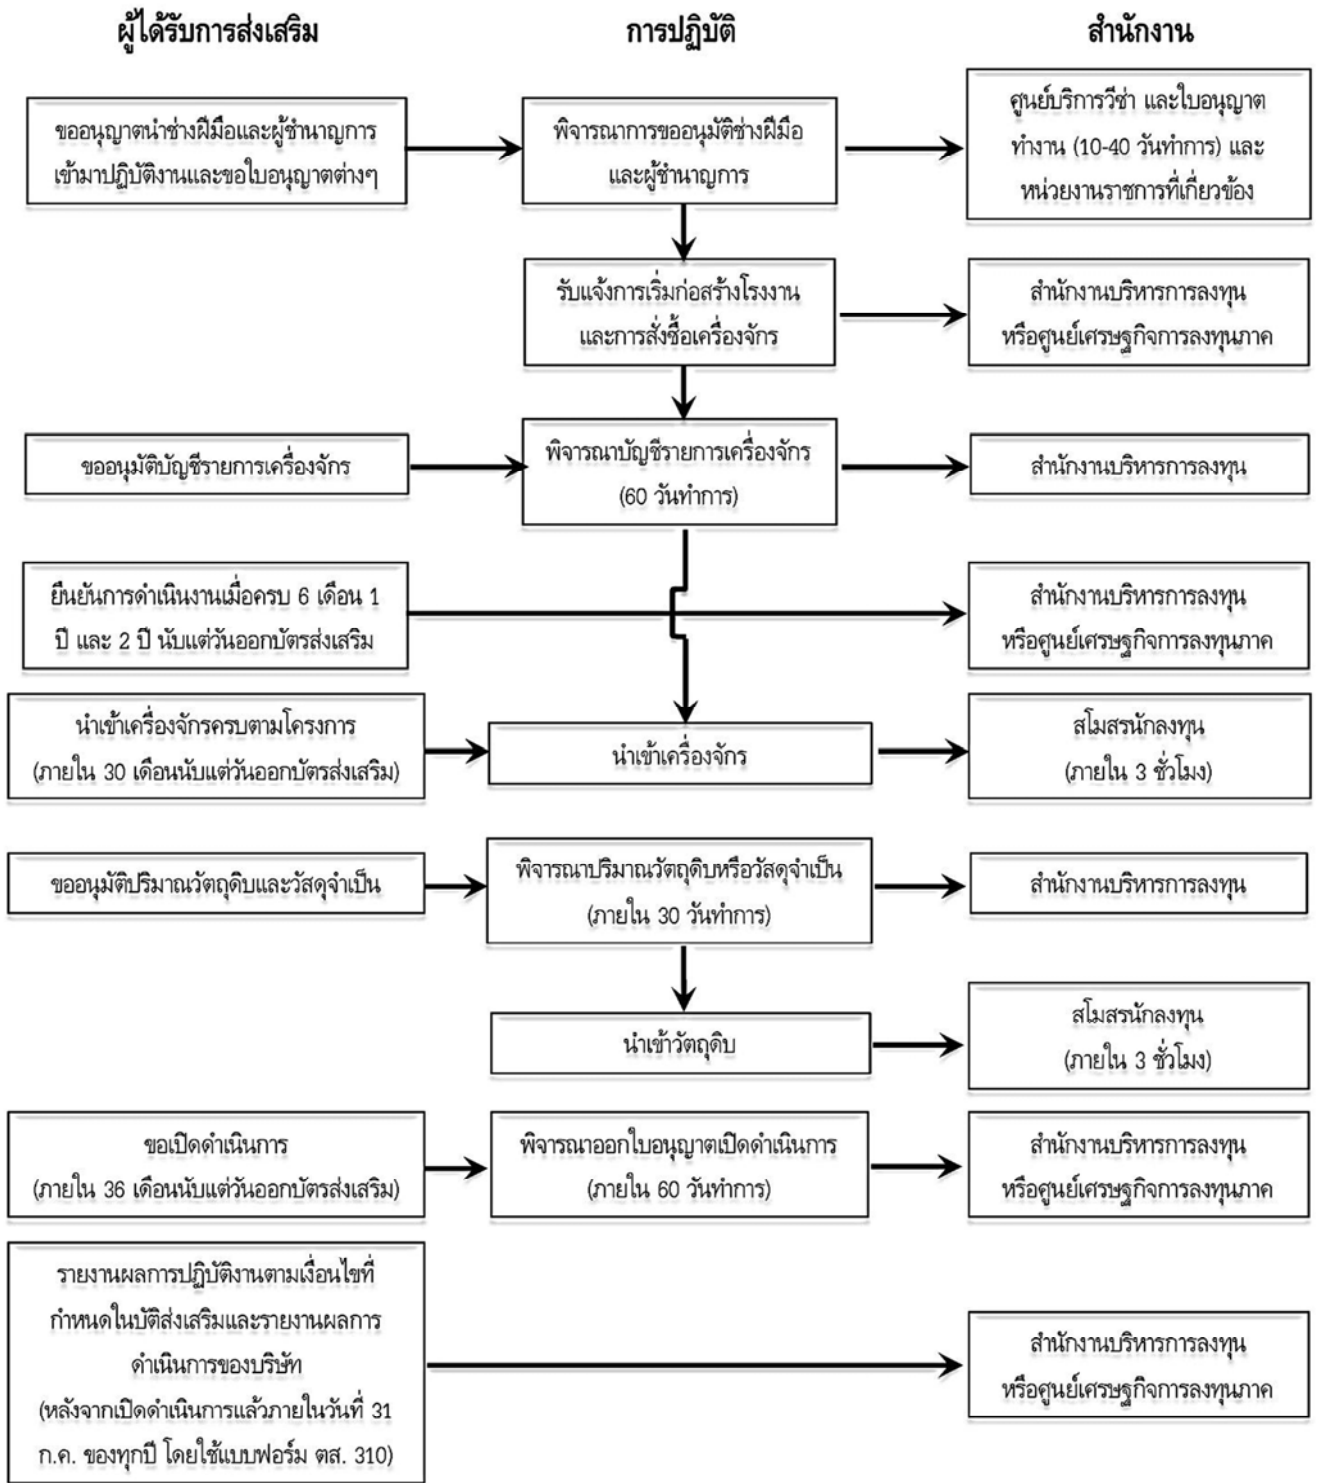 ผู้ได้รับการส่งเสริม
การปฏิบัติ
สำนักงาน
ขออนุญาตนำช่างฝีมือและผู้ชำนาญการ
เข้ามาปฏิบัติงานและขอใบอนุญาตต่างๆ
พิจารณาการขออนุมัติช่างฝีมือ
และผู้ชำนาญการ
ศูนย์บริการวีซ่า และใบอนุญาต
ทำงาน (10-40 วันทำการ) และ
หน่วยงานราชการที่เกี่ยวข้อง
รับแจ้งการเริ่มก่อสร้างโรงงาน
และการสั่งซื้อเครื่องจักร
สำนักงานบริหารการลงทุน
หรือศูนย์เศรษฐกิจการลงทุนภาค
ขออนุมัติบัญชีรายการเครื่องจักร
พิจารณาบัญชีรายการเครื่องจักร
(60 วันทำการ)
สำนักงานบริหารการลงทุน
ยืนยันการดำเนินงานเมื่อครบ 6 เดือน 1
ปี และ 2 ปี นับแต่วันออกบัตรส่งเสริม
สำนักงานบริหารการลงทุน
หรือศูนย์เศรษฐกิจการลงทุนภาค
นำเข้าเครื่องจักรครบตามโครงการ
(ภายใน 30 เดือนนับแต่วันออกบัตรส่งเสริม)
นำเข้าเครื่องจักร
สโมสรนักลงทุน
(ภายใน 3 ชั่วโมง)
ขออนุมัติปริมาณวัตถุดิบและวัสดุจำเป็น
พิจารณาปริมาณวัตถุดิบหรือวัสดุจำเป็น
(ภายใน 30 วันทำการ)
สำนักงานบริหารการลงทุน
นำเข้าวัตถุดิบ
สโมสรนักลงทุน
(ภายใน 3 ชั่วโมง)
ขอเปิดดำเนินการ
(ภายใน 36 เดือนนับแต่วันออกบัตรส่งเสริม)
พิจารณาออกใบอนุญาตเปิดดำเนินการ
(ภายใน 60 วันทำการ)
สำนักงานบริหารการลงทุน
หรือศูนย์เศรษฐกิจการลงทุนภาค
รายงานผลการปฏิบัติงานตามเงื่อนไขที่
กำหนดในบัติส่งเสริมและรายงานผลการ
ดำเนินการของบริษัท
(หลังจากเปิดดำเนินการแล้วภายในวันที่ 31
ก.ค. ของทุกปี โดยใช้แบบฟอร์ม ตส. 310)
สำนักงานบริหารการลงทุน
หรือศูนย์เศรษฐกิจการลงทุนภาค